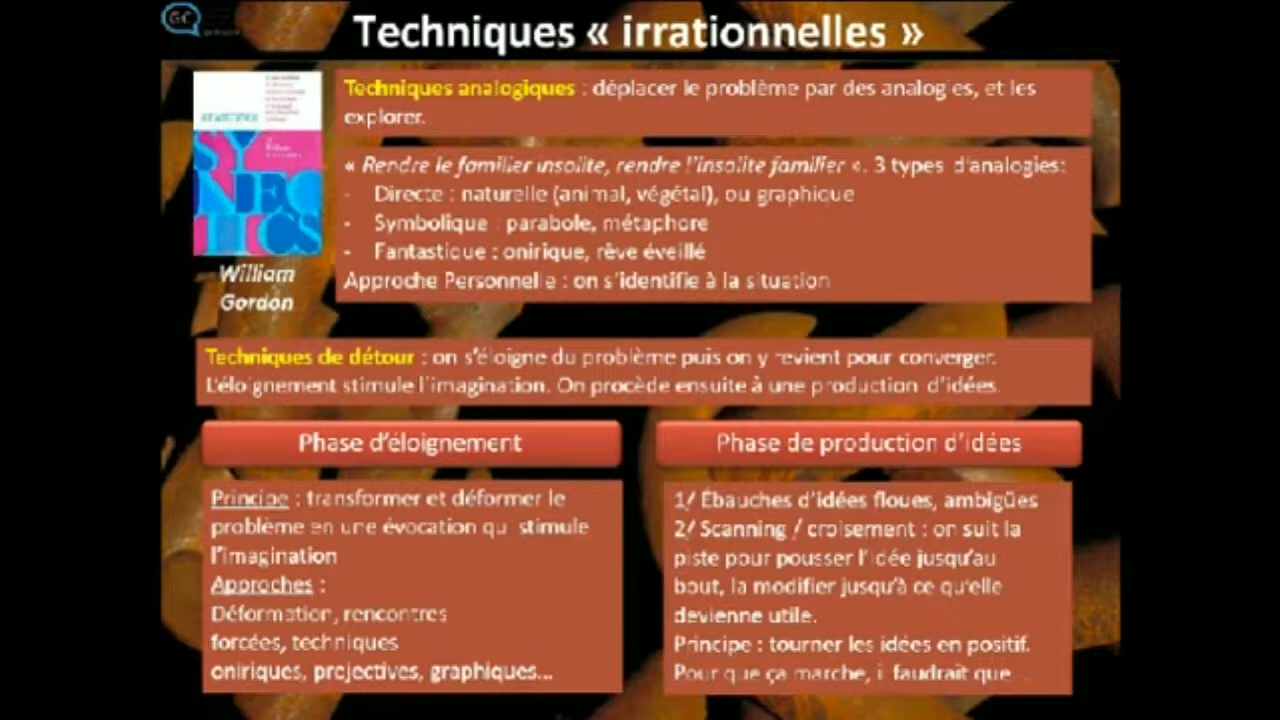 GC
Techniques « irrationnelles »
SY
NEC
TICS
William
Gordon
Techniques analogiques : déplacer le problème par des analogies, et les
explorer.
« Rendre le familier insolite, rendre l'insolite familier «. 3 types d'analogies:
- Directe : naturelle (animal, végétal), ou graphique
- Symbolique : parabole, métaphore
- Fantastique : onirique, rêve éveillé
Approche Personnelle : on s'identifie à la situation
Techniques de détour : on s'éloigne du problème puis on y revient pour converger.
L'éloignement stimule l'imagination. On procède ensuite à une production d'idées.
Phase d'éloignement
Principe : transformer et déformer le
problème en une évocation qui stimule
l'imagination
Approches :
Déformation, rencontres
forcées, techniques
oniriques, projectives, graphiques...
Phase de production d'idées
1/ Ébauches d'idées floues, ambigües
2/ Scanning / croisement : on suit la
piste pour pousser l'idée jusqu'au
bout, la modifier jusqu'à ce qu'elle
devienne utile.
Principe : tourner les idées en positif.
Pour que ça marche, il faudrait que ...